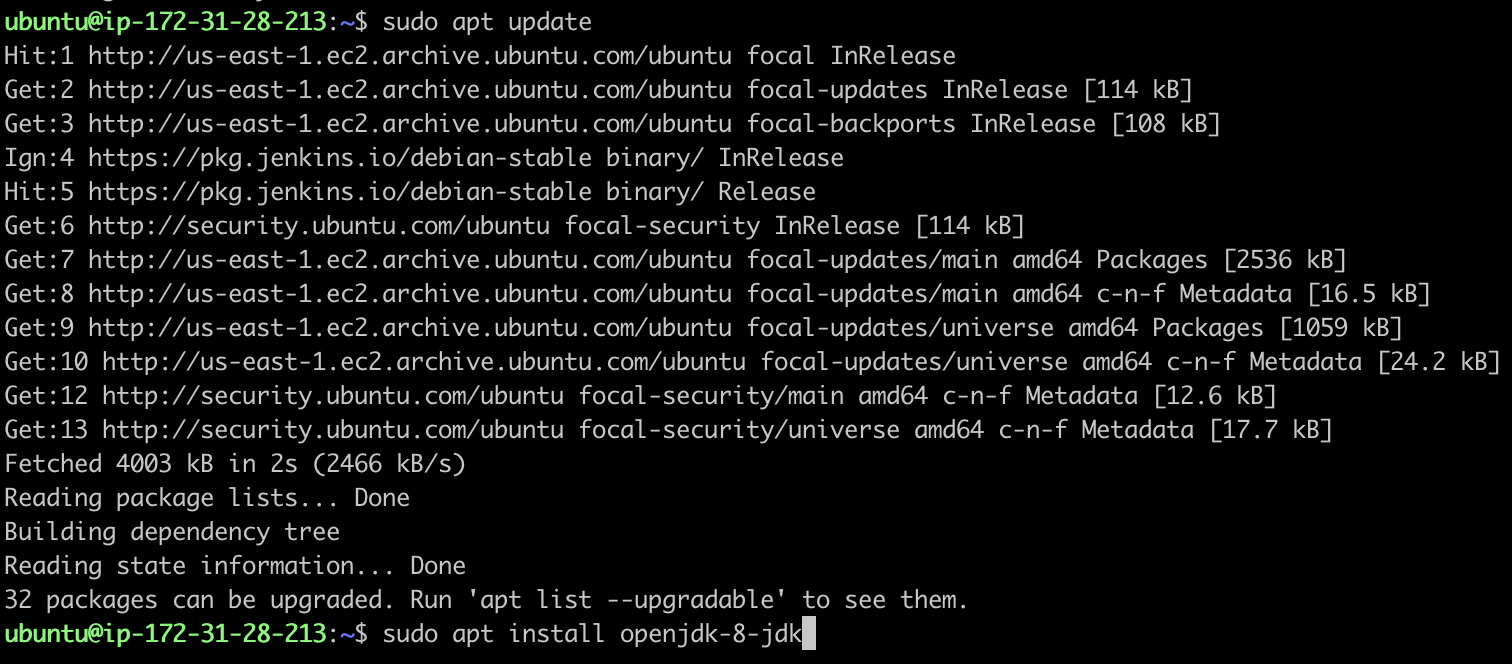 ubuntu@ip-172-31-28-213:~$ sudo apt update
Hit:1 http://us-east-1.ec2.archive.ubuntu.com/ubuntu focal InRelease
Get:2 http://us-east-1.ec2.archive.ubuntu.com/ubuntu focal-updates InRelease [114 kB]
Get:3 http://us-east-1.ec2.archive.ubuntu.com/ubuntu focal-backports InRelease [108 kB]
Ign:4 https://pkg.jenkins.io/debian-stable binary/ InRelease
Hit:5 https://pkg.jenkins.io/debian-stable binary/ Release
Get:6 http://security.ubuntu.com/ubuntu focal-security InRelease [114 kB]
Get:7 http://us-east-1.ec2.archive.ubuntu.com/ubuntu focal-updates/main amd64 Packages [2536 kB]
Get:8 http://us-east-1.ec2.archive.ubuntu.com/ubuntu focal-updates/main amd64 c-n-f Metadata [16.5 kB]
Get:9 http://us-east-1.ec2.archive.ubuntu.com/ubuntu focal-updates/universe amd64 Packages [1059 kB]
Get:10 http://us-east-1.ec2.archive.ubuntu.com/ubuntu focal-updates/universe amd64 c-n-f Metadata [24.2 kB]
Get:12 http://security.ubuntu.com/ubuntu focal-security/main amd64 c-n-f Metadata [12.6 kB]
Get:13 http://security.ubuntu.com/ubuntu focal-security/universe amd64 c-n-f Metadata [17.7 kB]
Fetched 4003 kB in 2s (2466 kB/s)
Reading package lists... Done
Building dependency tree
Reading state information... Done
32 packages can be upgraded. Run 'apt list --upgradable' to see them.
ubuntu@ip-172-31-28-213:~$ sudo apt install openjdk-8-jdk